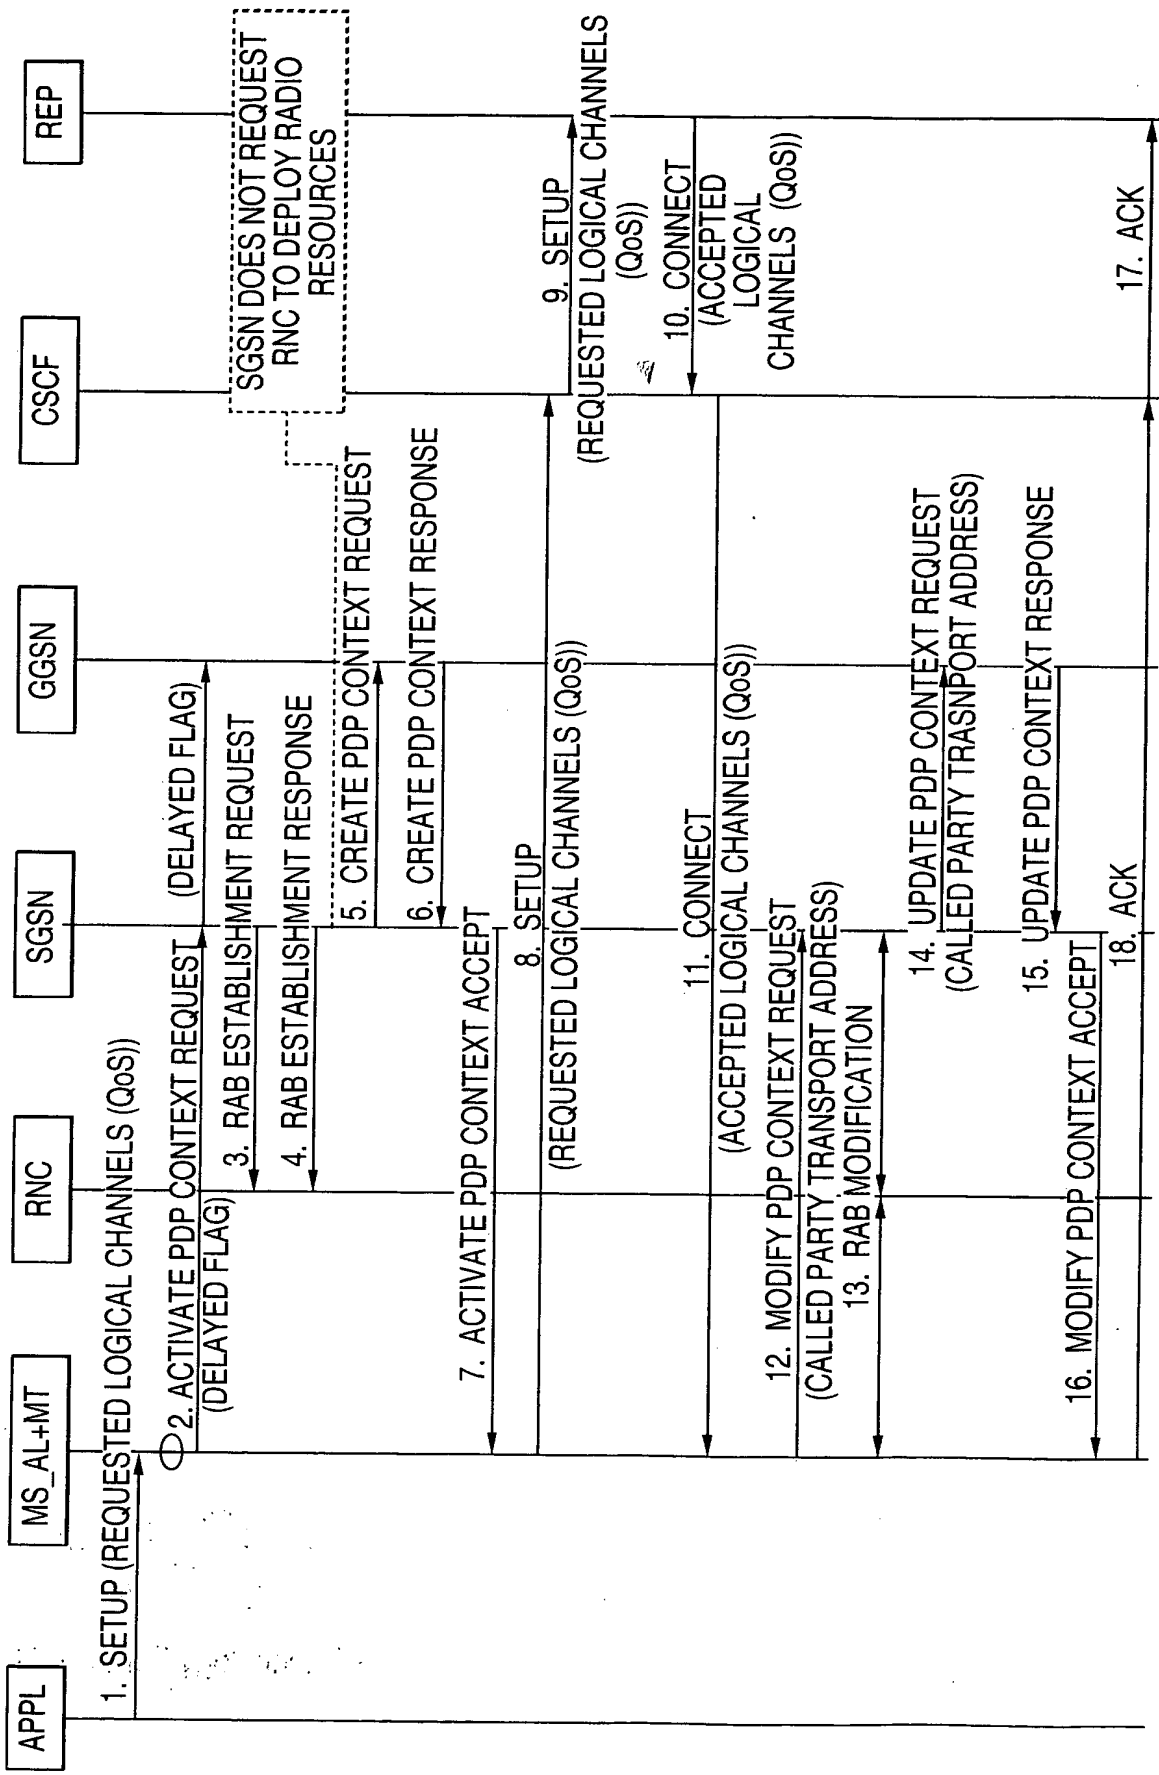 APPL
MS_AL+MT
RNC
SGSN
GGSN
CSCF
REP
1. SETUP (REQUESTED LOGICAL CHANNELS (QoS))
2. ACTIVATE PDP CONTEXT REQUEST
(DELAYED FLAG)
(DELAYED FLAG)
3. RAB ESTABLISHMENT REQUEST
4. RAB ESTABLISHMENT RESPONSE
SGSN DOES NOT REQUEST
RNC TO DEPLOY RADIO
RESOURCES
5. CREATE PDP CONTEXT REQUEST
6. CREATE PDP CONTEXT RESPONSE
7. ACTIVATE PDP CONTEXT ACCEPT
8. SETUP
(REQUESTED LOGICAL CHANNELS (QoS))
9. SETUP
(REQUESTED LOGICAL CHANNELS
(QoS))
10. CONNECT
(ACCEPTED
LOGICAL
CHANNELS (QoS))
11. CONNECT
(ACCEPTED LOGICAL CHANNELS (QoS))
12. MODIFY PDP CONTEXT REQUEST
(CALLED PARTY TRANSPORT ADDRESS)
13. RAB MODIFICATION
14. UPDATE PDP CONTEXT REQUEST
(CALLED PARTY TRASNPORT ADDRESS)
15. UPDATE PDP CONTEXT RESPONSE
16. MODIFY PDP CONTEXT ACCEPT
17. ACK
18. ACK